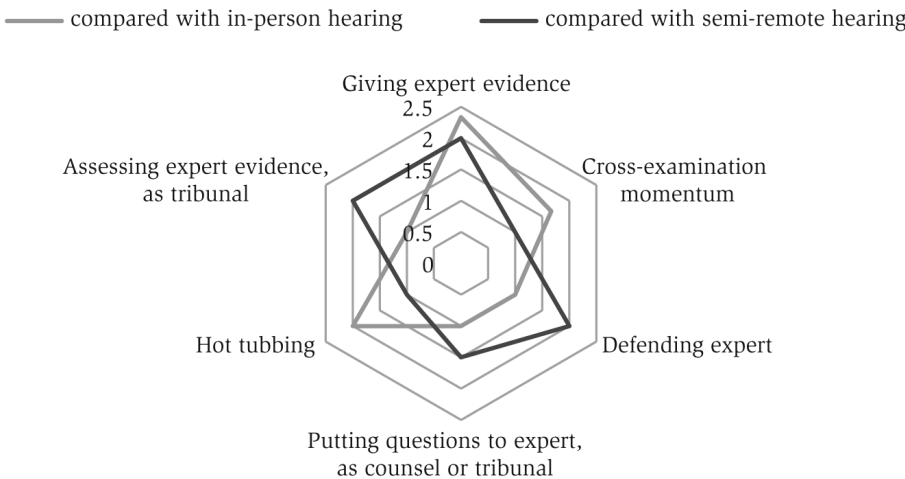 compared with in-person hearing
compared with semi-remote hearing
Giving expert evidence
2.5
2
1.5
1
0.5
0
Cross-examination
momentum
Defending expert
Putting questions to expert,
as counsel or tribunal
Hot tubbing
Assessing expert evidence,
as tribunal